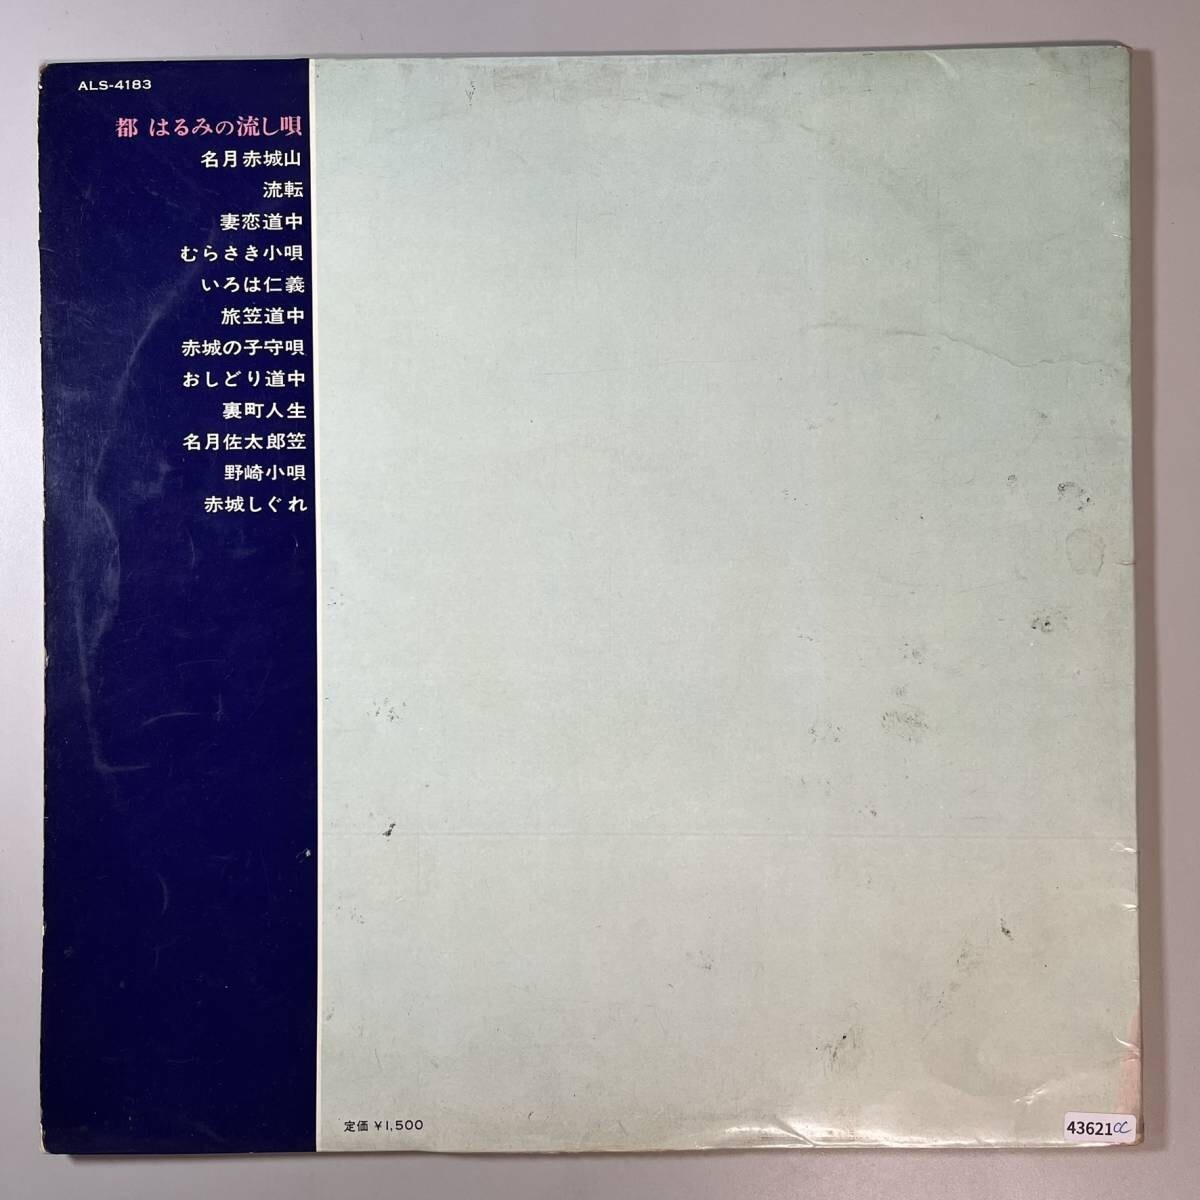 ALS-4183
都 はるみの流し唄
名月赤城山
流転
妻恋道中
むらさき小唄
いろは仁義
旅笠道中
赤城の子守唄
おしどり道中
裏町人生
名月佐太郎笠
野崎小唄
赤城しぐれ
定価 ¥1,500
43621α